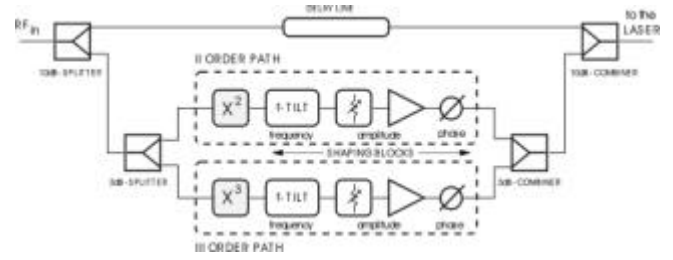 DELAY LINE
RF in
to the
LASER
10dB-SPLITTER
10dB-COMBINER
II ORDER PATH
X2
f-TILT
frequency
amplitude
phase
SHAPING BLOCKS
3dB-SPLITTER
3dB-COMBINER
X3
f-TILT
frequency
amplitude
phase
III ORDER PATH